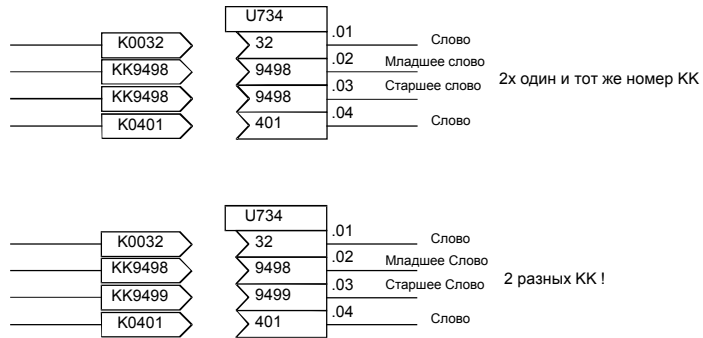 U734
K0032 32 .01 Слово
KK9498 9498 .02 Младшее слово
KK9498 9498 .03 Старшее слово
K0401 401 .04 Слово
2х один и тот же номер КК
U734
K0032 32 .01 Слово
KK9498 9498 .02 Младшее Слово
KK9499 9499 .03 Старшее Слово
K0401 401 .04 Слово
2 разных КК !